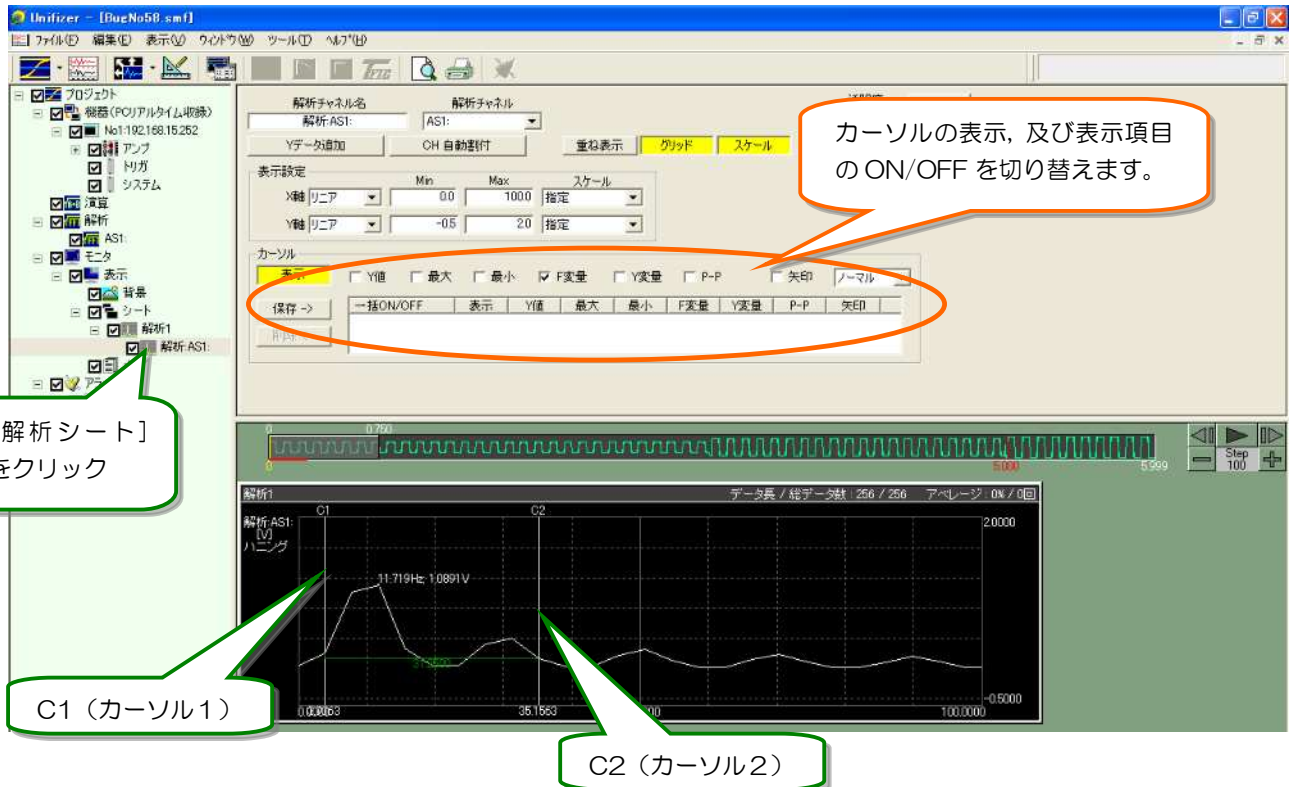 Unifizer - [BugNo58.smf]
ファイル(F) 編集(E) 表示(V) ウィンドウ(W) ツール(T) ヘルプ(H)
プロジェクト
機器(PCリアルタイム収録)
No1:192.168.15.252
アンプ
トリガ
システム
演算
解析
AS1:
モニタ
表示
背景
シート
解析1
解析:AS1:
解析チャネル名 解析チャネル
解析:AS1: AS1:
Yデータ追加 CH 自動割付 重ね表示 グリッド スケール
表示設定
Min Max スケール
X軸 リニア 0.0 100.0 指定
Y軸 リニア -0.5 2.0 指定
カーソル
表示 Y値 最大 最小 F変量 Y変量 P-P 矢印 ノーマル
保存 -> 一括ON/OFF 表示 Y値 最大 最小 F変量 Y変量 P-P 矢印
カーソルの表示, 及び表示項目
の ON/OFF を切り替えます。
解析シート]
をクリック
0 0.750
0 5.000 5.999
Step
100
解析1 データ長 / 総データ数 : 256 / 256 アベレージ : 0% / 0回
C1 C2
解析:AS1:
[V]
ハニング
2.0000
11.719Hz; 1.0891V
-0.5000
35.1563
100.0000
C1（カーソル1）
C2（カーソル2）